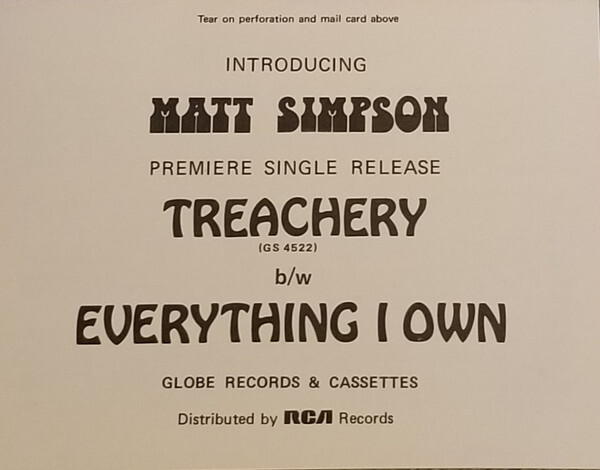 Tear on perforation and mail card above
INTRODUCING
MATT SIMPSON
PREMIERE SINGLE RELEASE
TREACHERY
(GS 4522)
b/w
EVERYTHING I OWN
GLOBE RECORDS & CASSETTES
Distributed by RCA Records